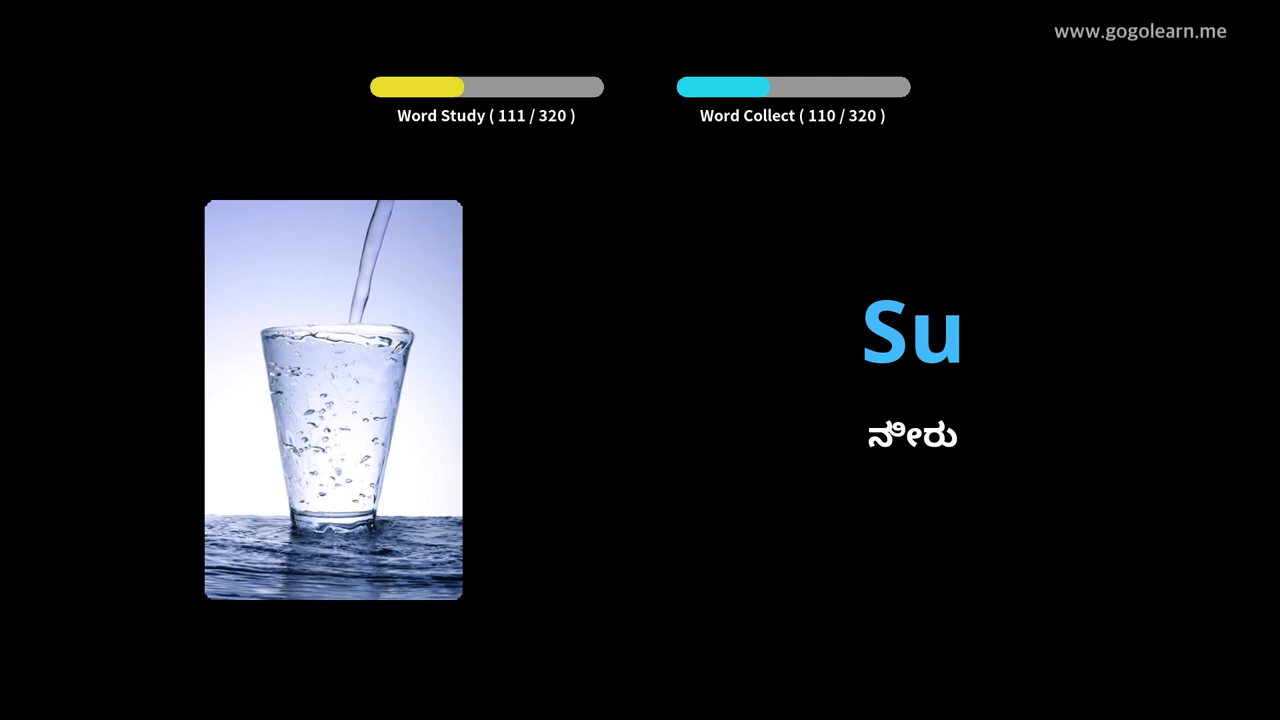 www.gogolearn.me
Word Study ( 111 / 320 )
Word Collect ( 110 / 320 )
Su
ನೀರು